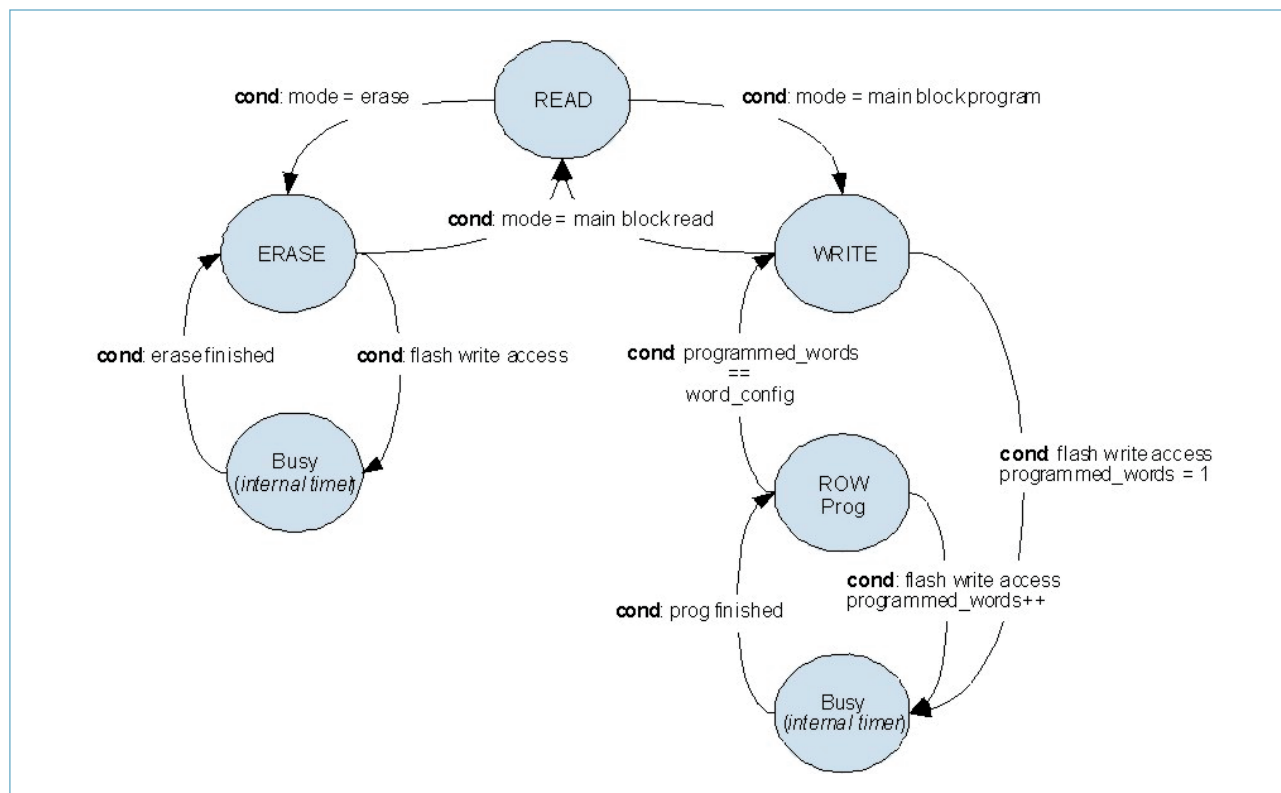 READ
cond: mode = erase
cond: mode = main block program
cond: mode = main block read
ERASE
WRITE
cond: erase finished
cond: flash write access
cond: programmed_words
==
word_config
Busy
(internal timer)
cond: flash write access
programmed_words = 1
ROW
Prog
cond: flash write access
programmed_words++
cond: prog finished
Busy
(internal timer)